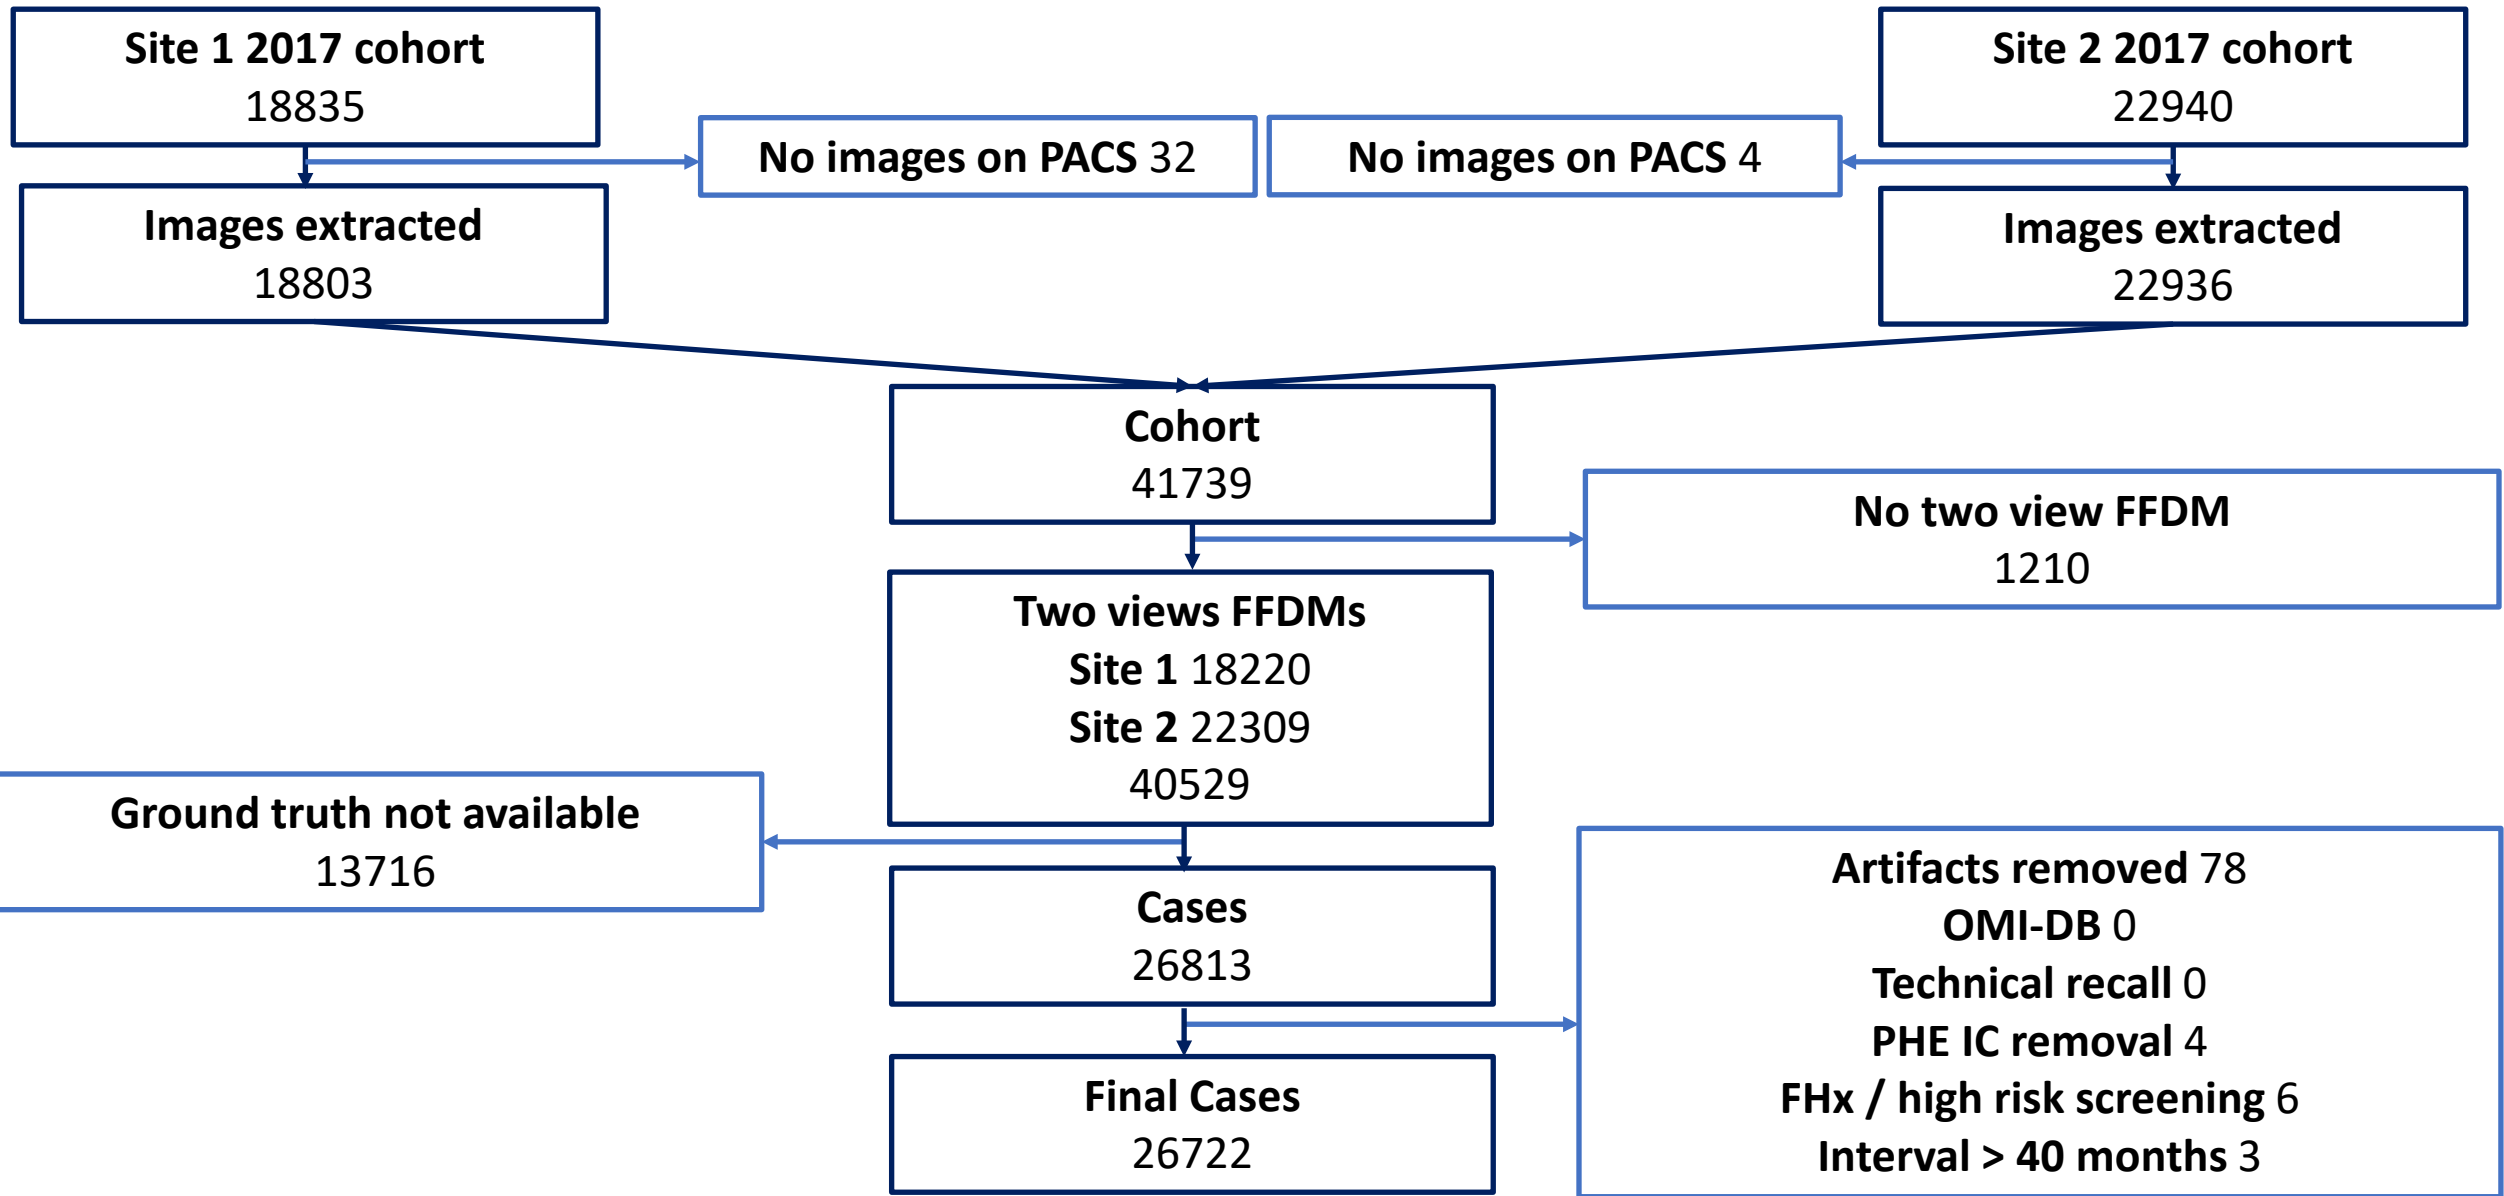 Site 1 2017 cohort
18835
Site 2 2017 cohort
22940
No images on PACS 32
No images on PACS 4
Images extracted
18803
Images extracted
22936
Cohort
41739
No two view FFDM
1210
Two views FFDMs
Site 1 18220
Site 2 22309
40529
Ground truth not available
13716
Cases
26813
Artifacts removed 78
OMI-DB 0
Technical recall 0
PHE IC removal 4
FHx / high risk screening 6
Interval > 40 months 3
Final Cases
26722